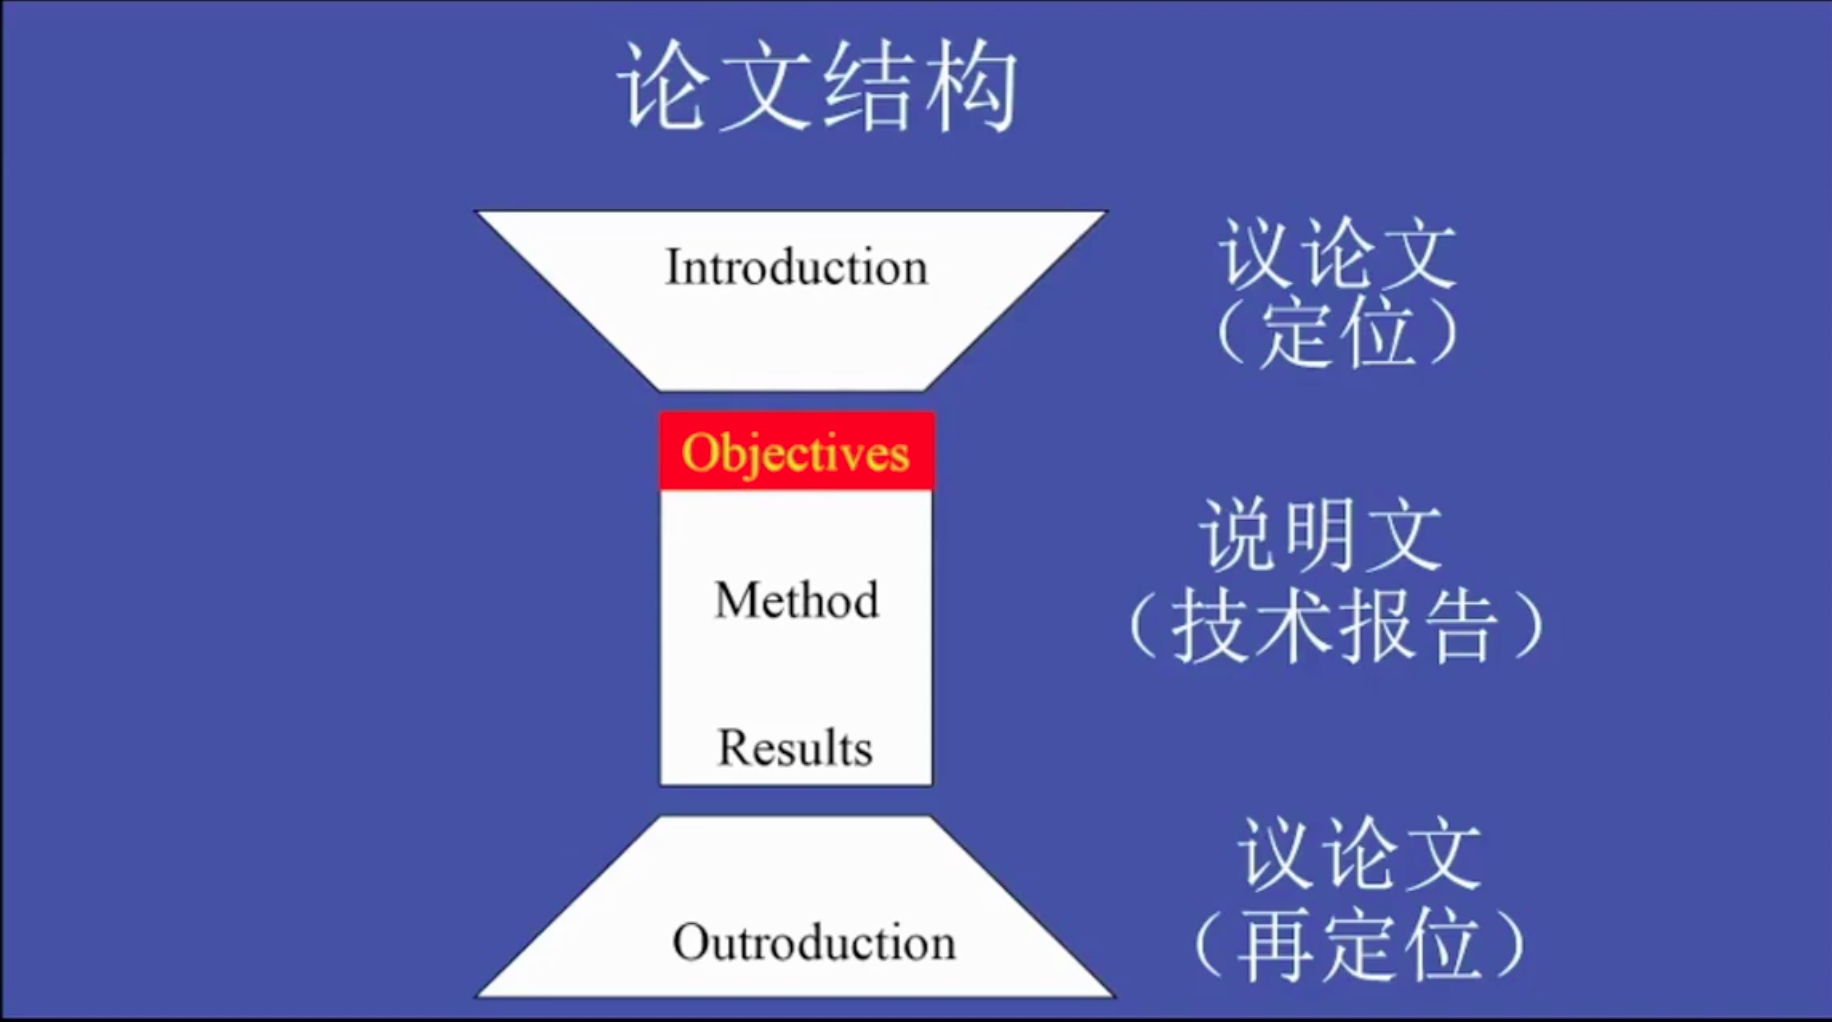 论文结构
Introduction
议论文
（定位）
Objectives
Method
Results
说明文
（技术报告）
Outroduction
议论文
（再定位）